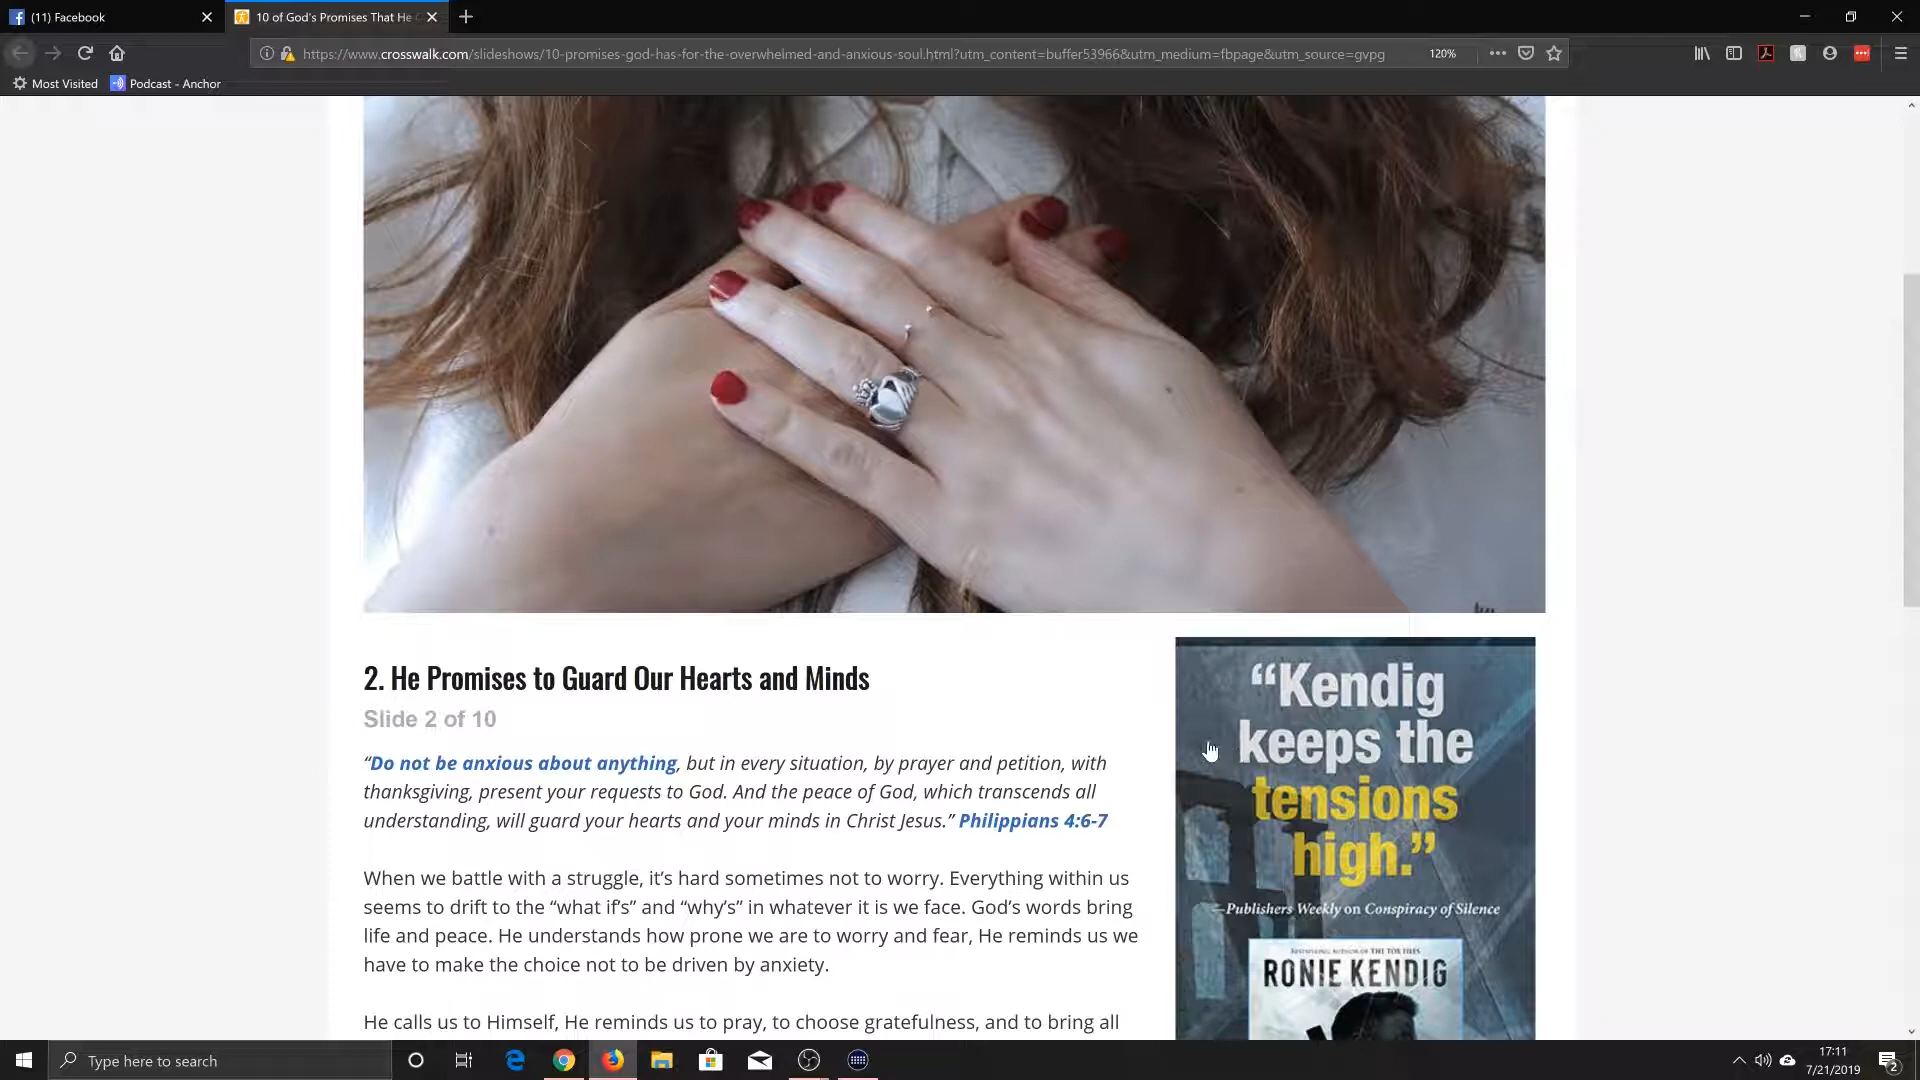 (11) Facebook
10 of God's Promises That He
https://www.crosswalk.com/slideshows/10-promises-god-has-for-the-overwhelmed-and-anxious-soul.html?utm_content=buffer53966&utm_medium=fbpage&utm_source=gvpg
120%
Most Visited
Podcast - Anchor
2. He Promises to Guard Our Hearts and Minds
Slide 2 of 10
“Do not be anxious about anything, but in every situation, by prayer and petition, with
thanksgiving, present your requests to God. And the peace of God, which transcends all
understanding, will guard your hearts and your minds in Christ Jesus.” Philippians 4:6-7
When we battle with a struggle, it’s hard sometimes not to worry. Everything within us
seems to drift to the “what if’s” and “why’s” in whatever it is we face. God’s words bring
life and peace. He understands how prone we are to worry and fear, He reminds us we
have to make the choice not to be driven by anxiety.
He calls us to Himself, He reminds us to pray, to choose gratefulness, and to bring all
“Kendig
keeps the
tensions
high.”
—Publishers Weekly on Conspiracy of Silence
BESTSELLING AUTHOR OF THE TOX FILES
RONIE KENDIG
Type here to search
17:11
7/21/2019
2